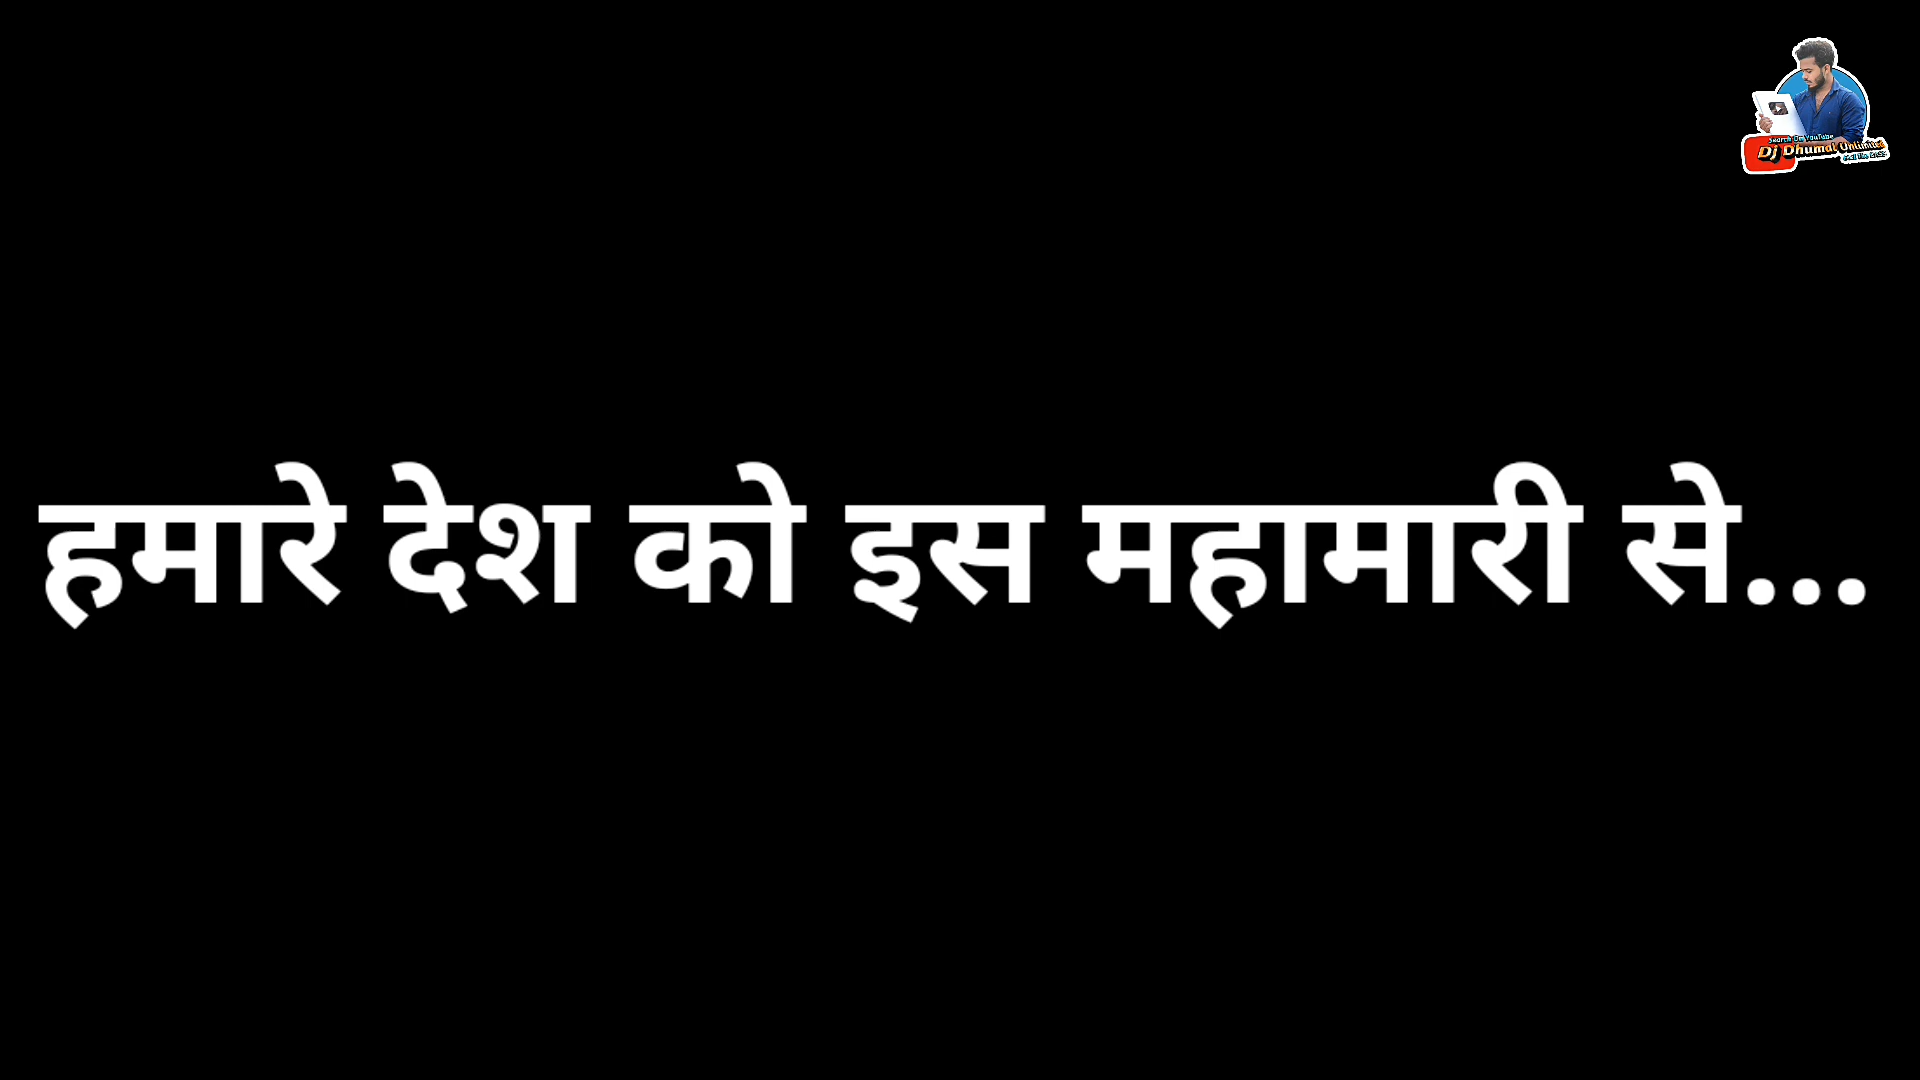 Search On YouTube
Dj Dhumal Unlimited
हमारे देश को इस महामारी से...